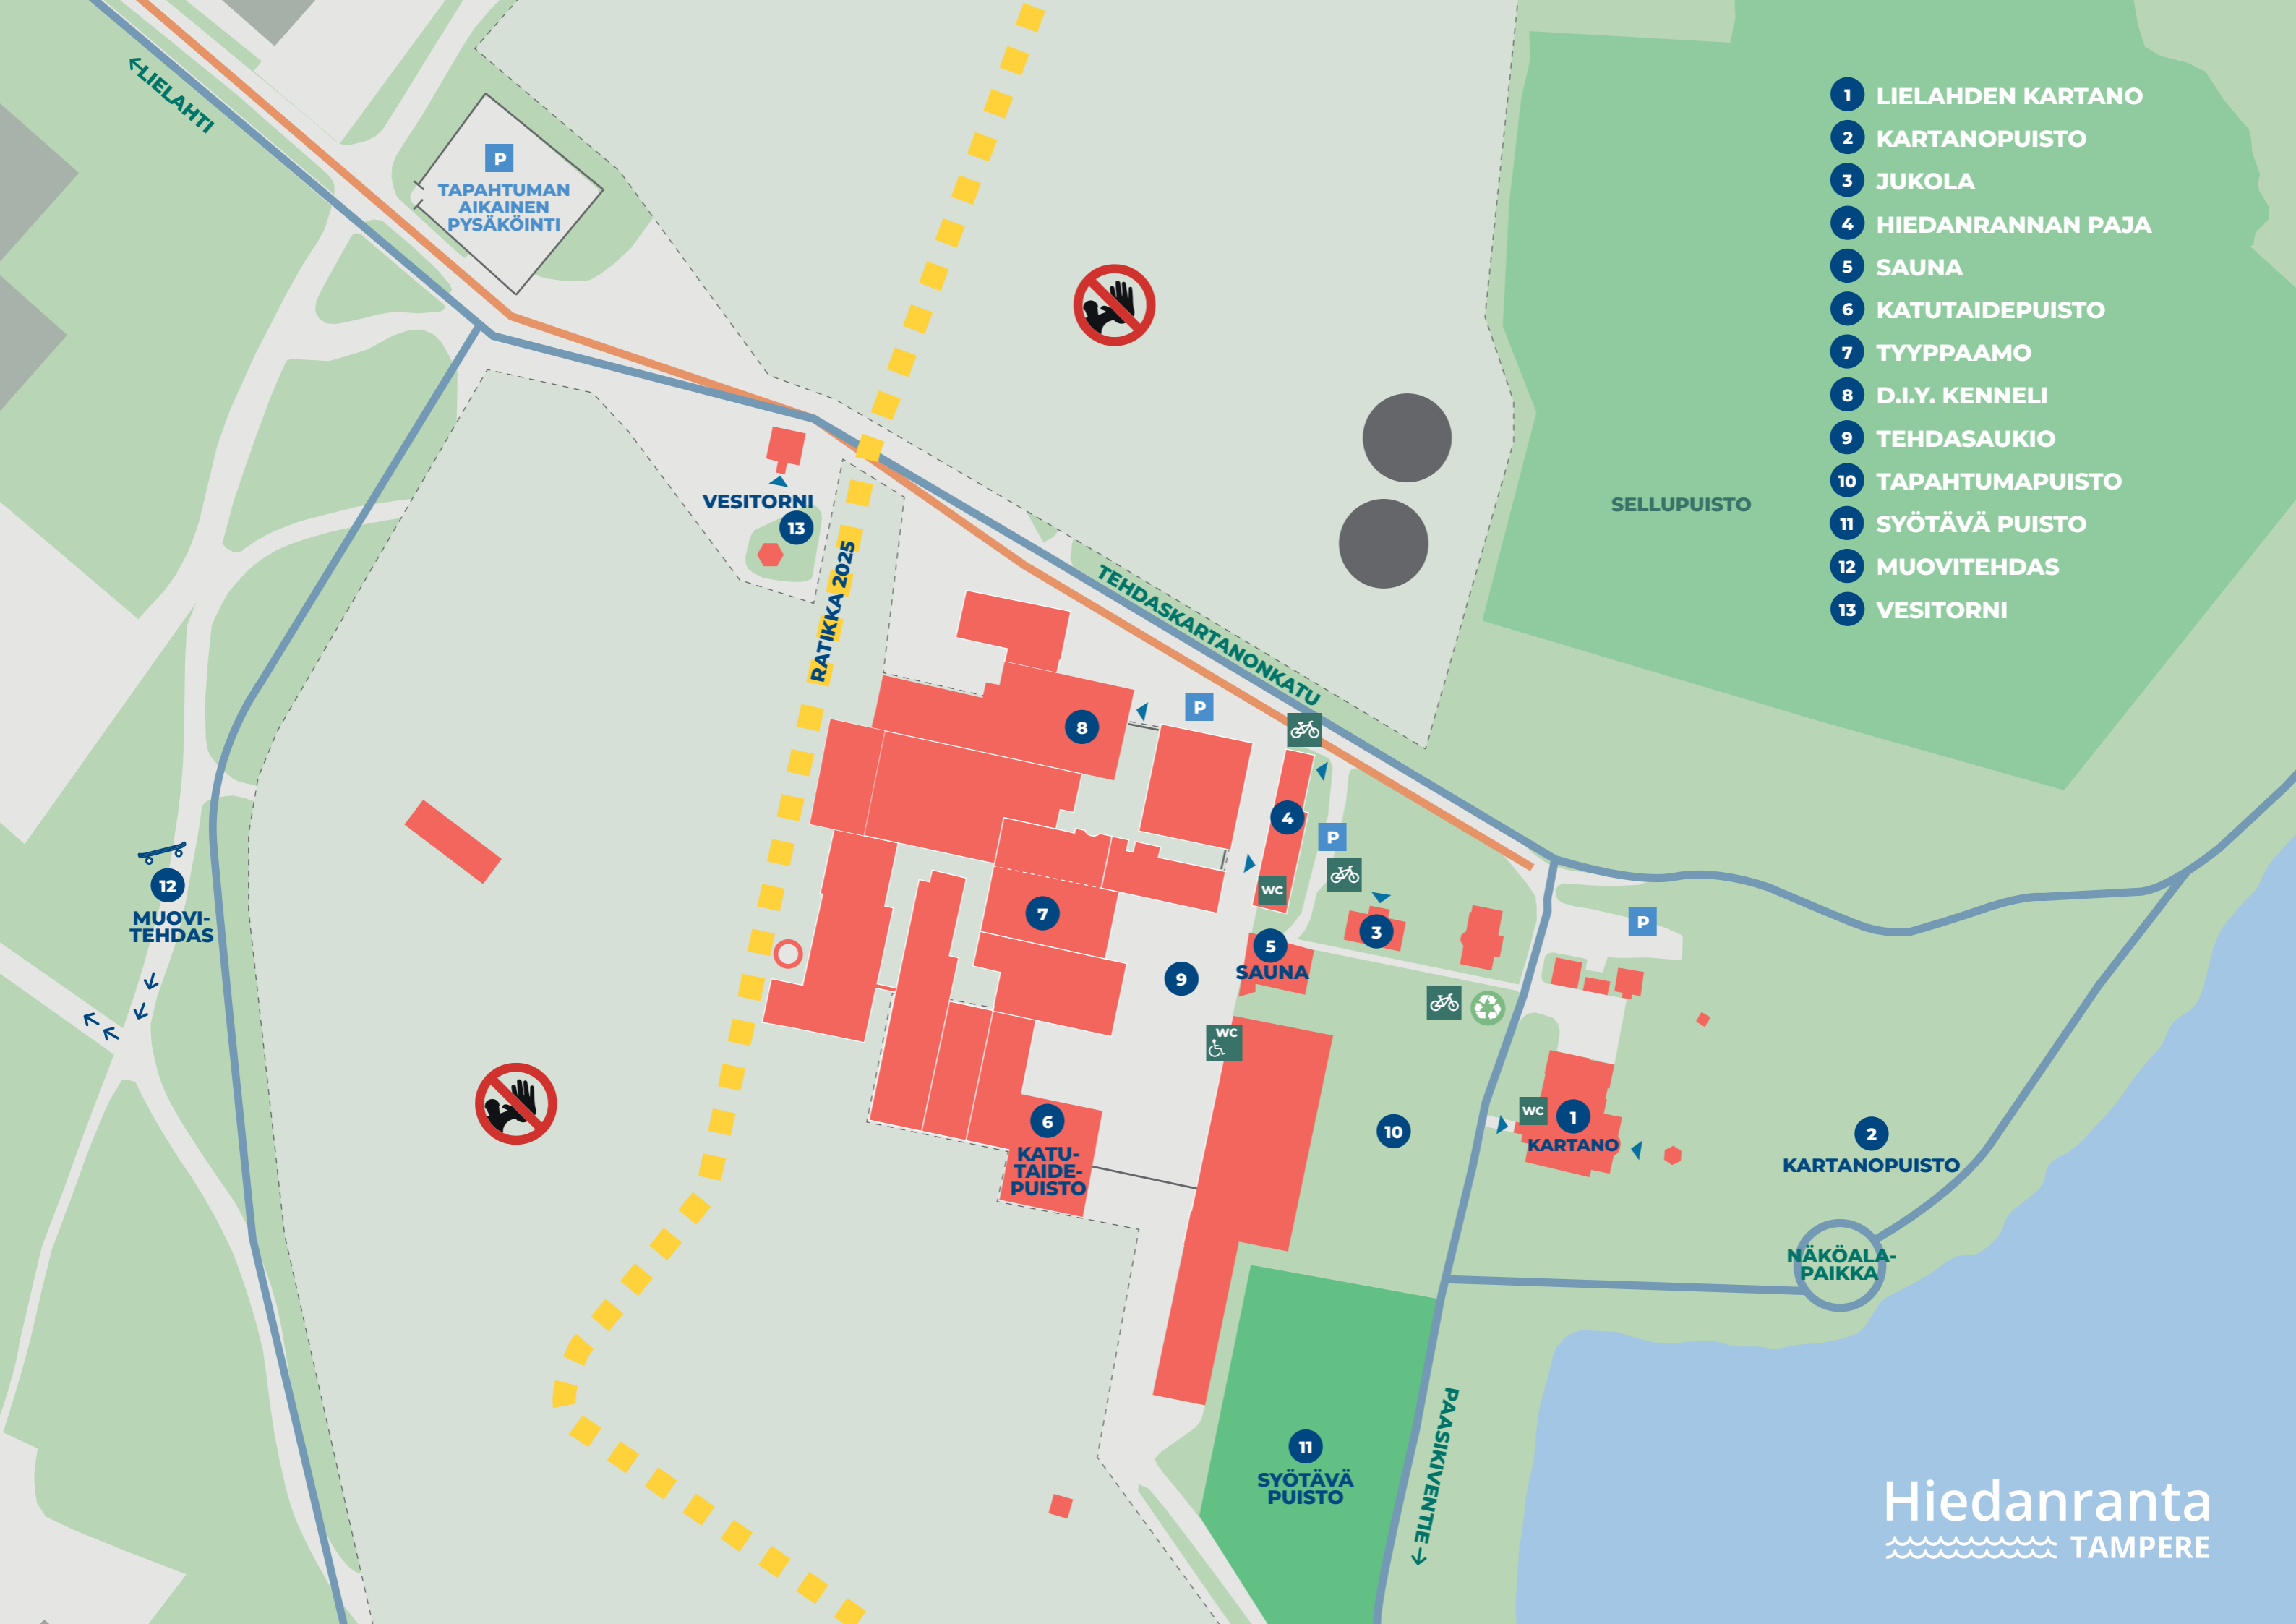 ←LIELAHTI
P
TAPAHTUMAN
AIKAINEN
PYSÄKÖINTI
1 LIELAHDEN KARTANO
2 KARTANOPUISTO
3 JUKOLA
4 HIEDANRANNAN PAJA
5 SAUNA
6 KATUTAIDEPUISTO
7 TYYPPAAMO
8 D.I.Y. KENNELI
9 TEHDASAUKIO
10 TAPAHTUMAPUISTO
11 SYÖTÄVÄ PUISTO
12 MUOVITEHDAS
13 VESITORNI
SELLUPUISTO
VESITORNI
13
RATIKKA 2025
TEHDASKARTANONKATU
P
8
4
P
WC
12
MUOVI-
TEHDAS
7
3
P
5
SAUNA
9
WC
6
KATU-
TAIDE-
PUISTO
10
WC
1
KARTANO
2
KARTANOPUISTO
NÄKÖALA-
PAIKKA
11
SYÖTÄVÄ
PUISTO
PAASIKIVENTIE→
Hiedanranta
TAMPERE